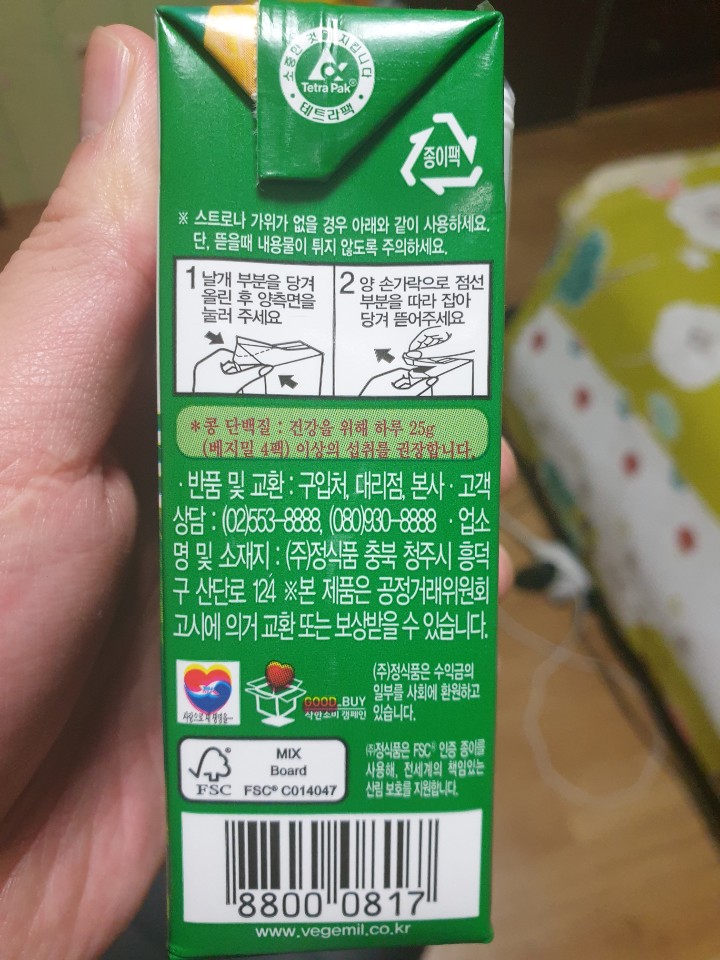 소중한 것을 지킵니다
Tetra Pak®
테트라팩
종이팩
※ 스트로나 가위가 없을 경우 아래와 같이 사용하세요.
단, 뜯을때 내용물이 튀지 않도록 주의하세요.
1 날개 부분을 당겨
올린 후 양측면을
눌러 주세요
2 양 손가락으로 점선
부분을 따라 잡아
당겨 뜯어주세요
*콩 단백질 : 건강을 위해 하루 25g
(베지밀 4팩) 이상의 섭취를 권장합니다.
· 반품 및 교환 : 구입처, 대리점, 본사 · 고객
상담 : (02)553-8888, (080)930-8888 · 업소
명 및 소재지 : (주)정식품 충북 청주시 흥덕
구 산단로 124 ※본 제품은 공정거래위원회
고시에 의거 교환 또는 보상받을 수 있습니다.
GOOD_BUY
착한소비 캠페인
(주)정식품은 수익금의
일부를 사회에 환원하고
있습니다.
FSC
MIX
Board
FSC® C014047
㈜정식품은 FSC® 인증 종이를
사용해, 전세계의 책임있는
산림 보호를 지원합니다.
8800 0817
www.vegemil.co.kr